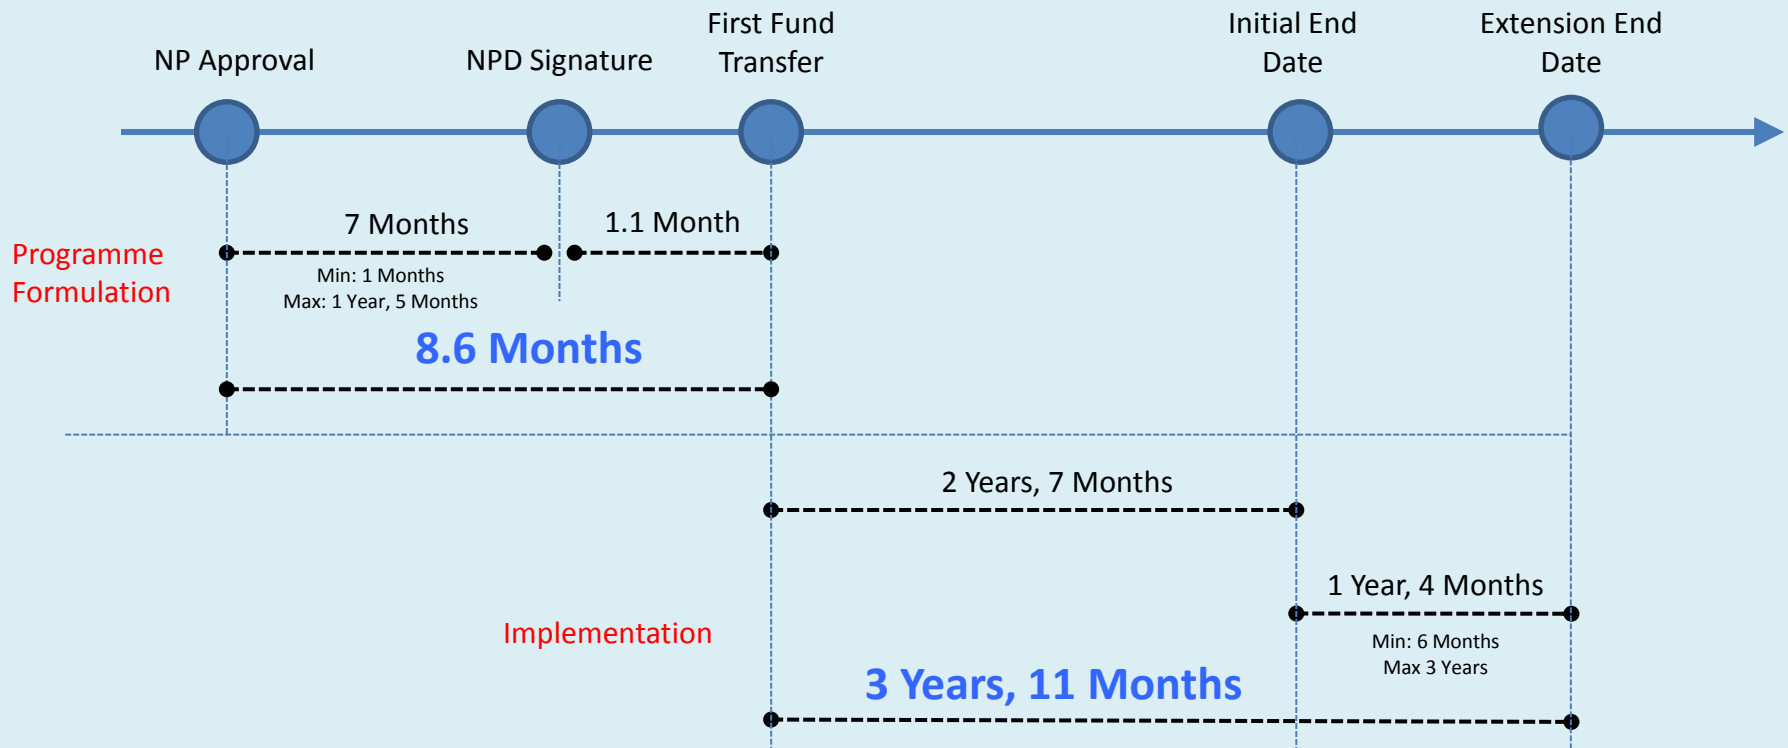 NP Approval
NPD Signature
First Fund
Transfer
Initial End
Date
Extension End
Date
Programme
Formulation
7 Months
Min: 1 Months
Max: 1 Year, 5 Months
1.1 Month
8.6 Months
2 Years, 7 Months
1 Year, 4 Months
Min: 6 Months
Max 3 Years
Implementation
3 Years, 11 Months